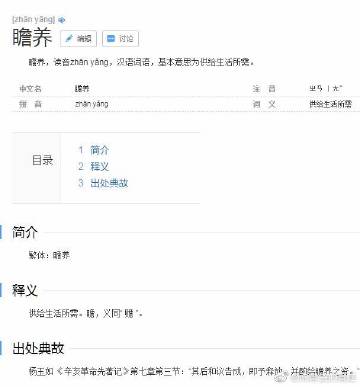 [zhān yǎng]
瞻养 编辑 讨论
瞻养，读音zhān yǎng，汉语词语，基本意思为供给生活所需。
中文名 瞻养 注 音 ㄓㄢ ㄧㄤˇ
拼 音 zhān yǎng 词 义 供给生活所需
目录
1 简介
2 释义
3 出处典故
简介
繁体：瞻養
释义
供给生活所需。瞻，义同“赡”。
出处典故
杨玉如《辛亥革命先著记》第七章第三节：“其后和议告成，即予释放，并酌给瞻养之资。